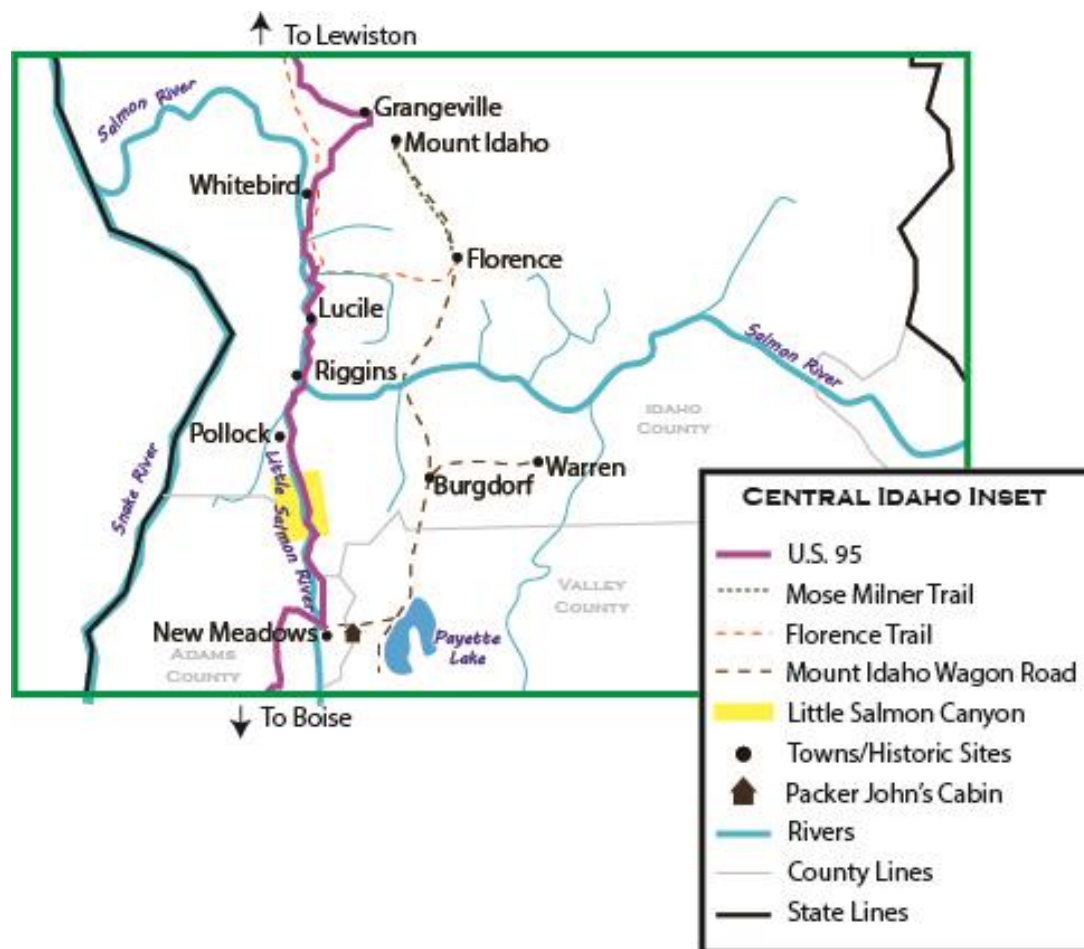 To Lewiston
Salmon River
Grangeville
Mount Idaho
Whitebird
Florence
Lucile
Salmon River
Riggins
IDAHO
COUNTY
Pollock
Little Salmon River
Warren
Burgdorf
Snake River
VALLEY
COUNTY
New Meadows
Payette
Lake
ADAMS
COUNTY
To Boise
CENTRAL IDAHO INSET
U.S. 95
Mose Milner Trail
Florence Trail
Mount Idaho Wagon Road
Little Salmon Canyon
Towns/Historic Sites
Packer John's Cabin
Rivers
County Lines
State Lines